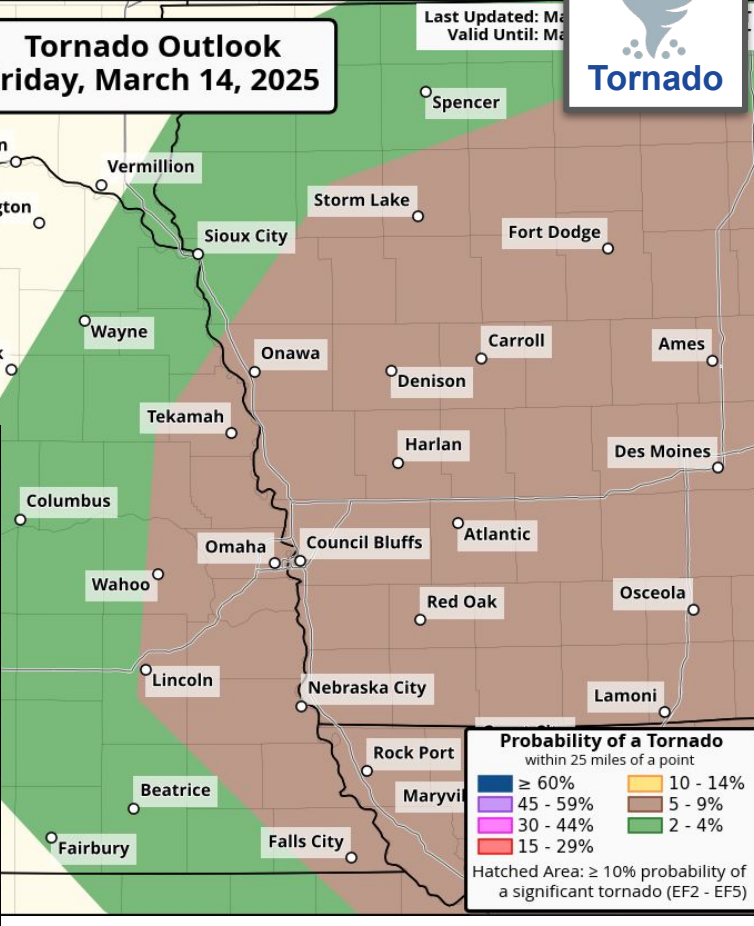 Last Updated: Ma
Valid Until: Ma
Tornado Outlook
riday, March 14, 2025
Tornado
Spencer
n
Vermillion
gton
Storm Lake
Fort Dodge
Sioux City
Wayne
Onawa
Carroll
Ames
Denison
Tekamah
Harlan
Des Moines
Columbus
Omaha
Council Bluffs
Atlantic
Wahoo
Red Oak
Osceola
Lincoln
Nebraska City
Lamoni
Rock Port
Beatrice
Maryvil
Fairbury
Falls City
Probability of a Tornado
within 25 miles of a point
≥ 60%
45 - 59%
30 - 44%
15 - 29%
10 - 14%
5 - 9%
2 - 4%
Hatched Area: ≥ 10% probability of
a significant tornado (EF2 - EF5)